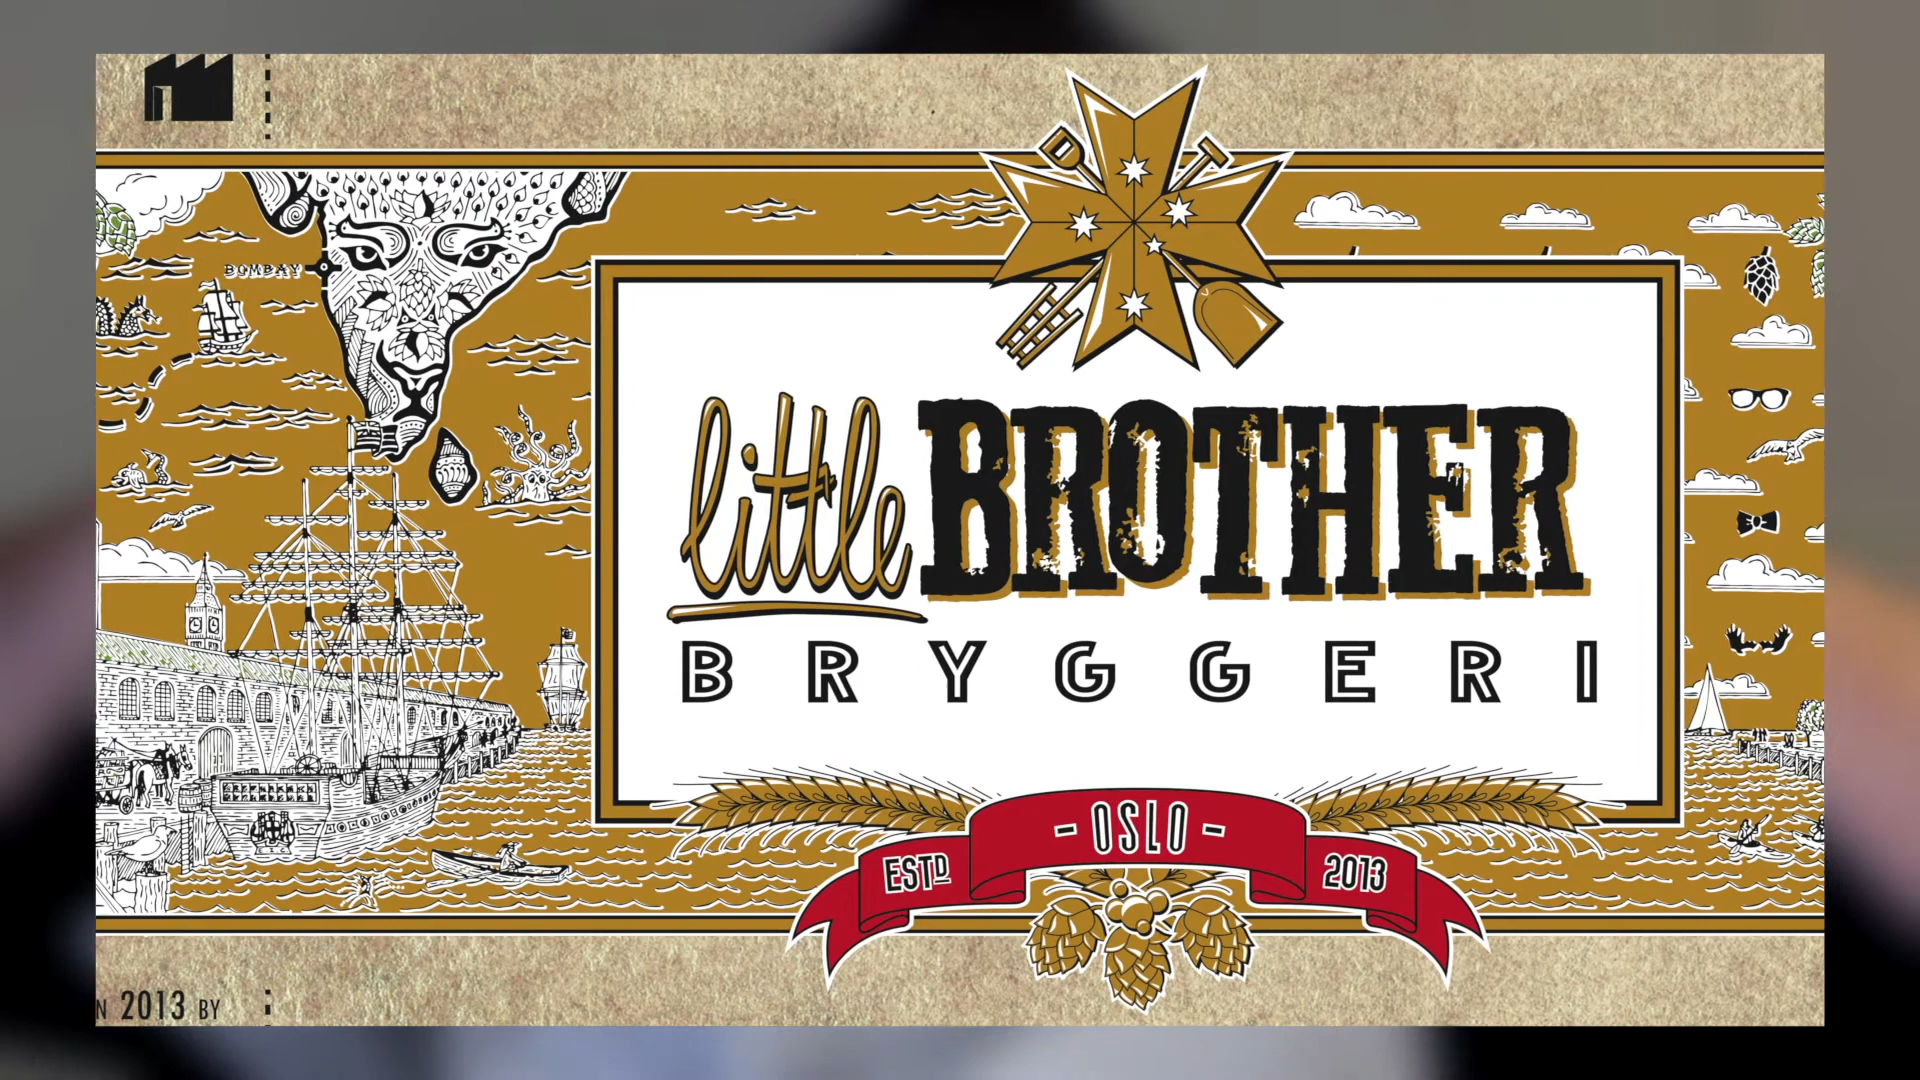 BOMBAY
little BROTHER
BRYGGERI
- OSLO -
ESTD 2013
N 2013 BY